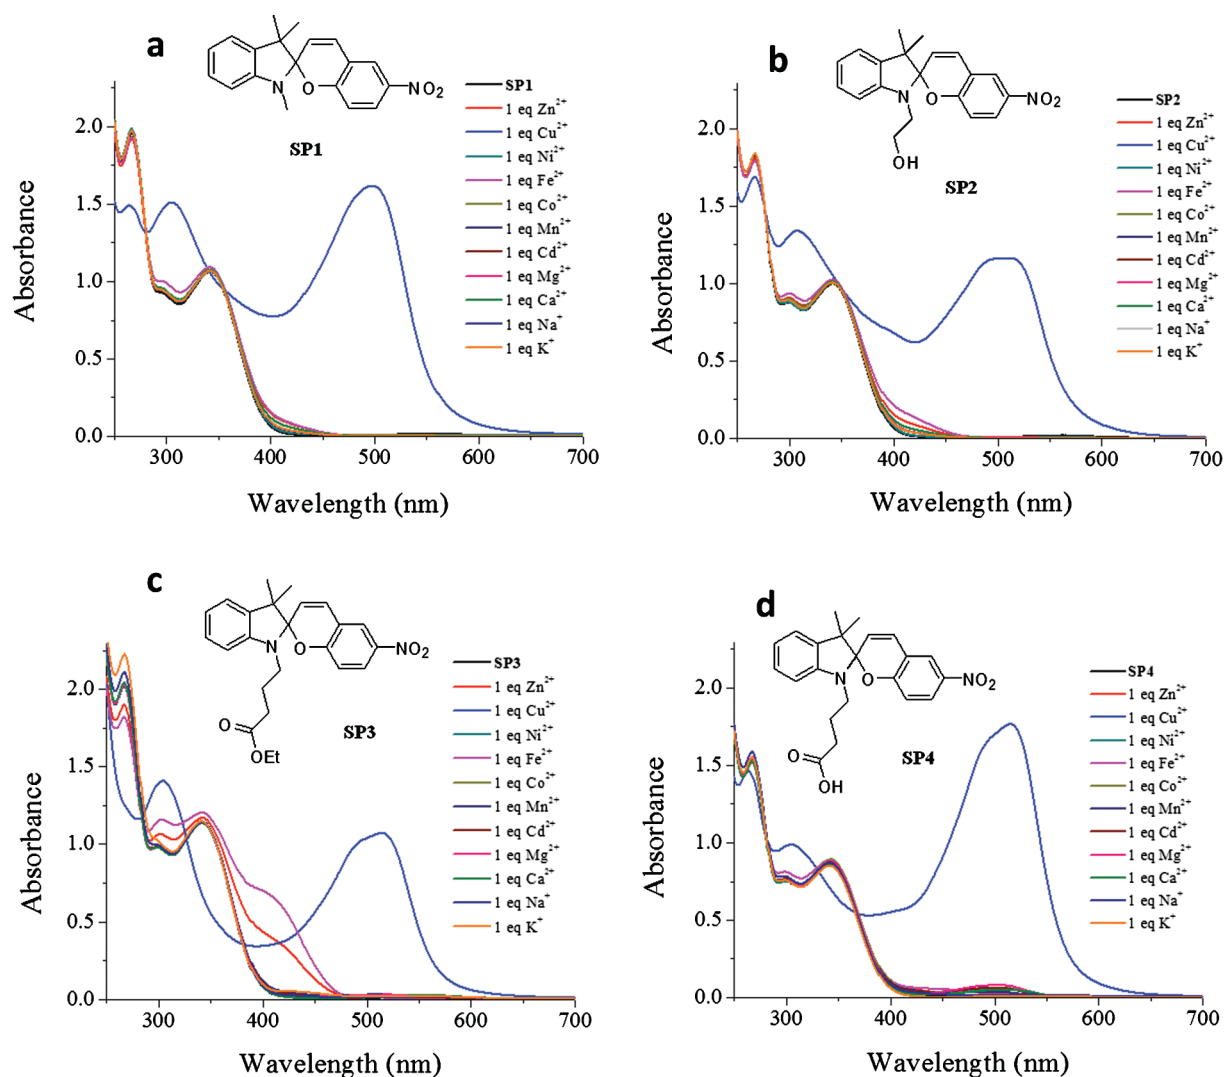 a
N
O
NO₂
SP1
SP1
1 eq Zn²⁺
1 eq Cu²⁺
1 eq Ni²⁺
1 eq Fe²⁺
1 eq Co²⁺
1 eq Mn²⁺
1 eq Cd²⁺
1 eq Mg²⁺
1 eq Ca²⁺
1 eq Na⁺
1 eq K⁺
2.0
1.5
1.0
0.5
0.0
Absorbance
300 400 500 600 700
Wavelength (nm)
b
N
O
NO₂
OH
SP2
SP2
1 eq Zn²⁺
1 eq Cu²⁺
1 eq Ni²⁺
1 eq Fe²⁺
1 eq Co²⁺
1 eq Mn²⁺
1 eq Cd²⁺
1 eq Mg²⁺
1 eq Ca²⁺
1 eq Na⁺
1 eq K⁺
2.0
1.5
1.0
0.5
0.0
Absorbance
300 400 500 600 700
Wavelength (nm)
c
N
O
NO₂
O
OEt
SP3
SP3
1 eq Zn²⁺
1 eq Cu²⁺
1 eq Ni²⁺
1 eq Fe²⁺
1 eq Co²⁺
1 eq Mn²⁺
1 eq Cd²⁺
1 eq Mg²⁺
1 eq Ca²⁺
1 eq Na⁺
1 eq K⁺
2.0
1.5
1.0
0.5
0.0
Absorbance
300 400 500 600 700
Wavelength (nm)
d
N
O
NO₂
O
OH
SP4
SP4
1 eq Zn²⁺
1 eq Cu²⁺
1 eq Ni²⁺
1 eq Fe²⁺
1 eq Co²⁺
1 eq Mn²⁺
1 eq Cd²⁺
1 eq Mg²⁺
1 eq Ca²⁺
1 eq Na⁺
1 eq K⁺
2.0
1.5
1.0
0.5
0.0
Absorbance
300 400 500 600 700
Wavelength (nm)